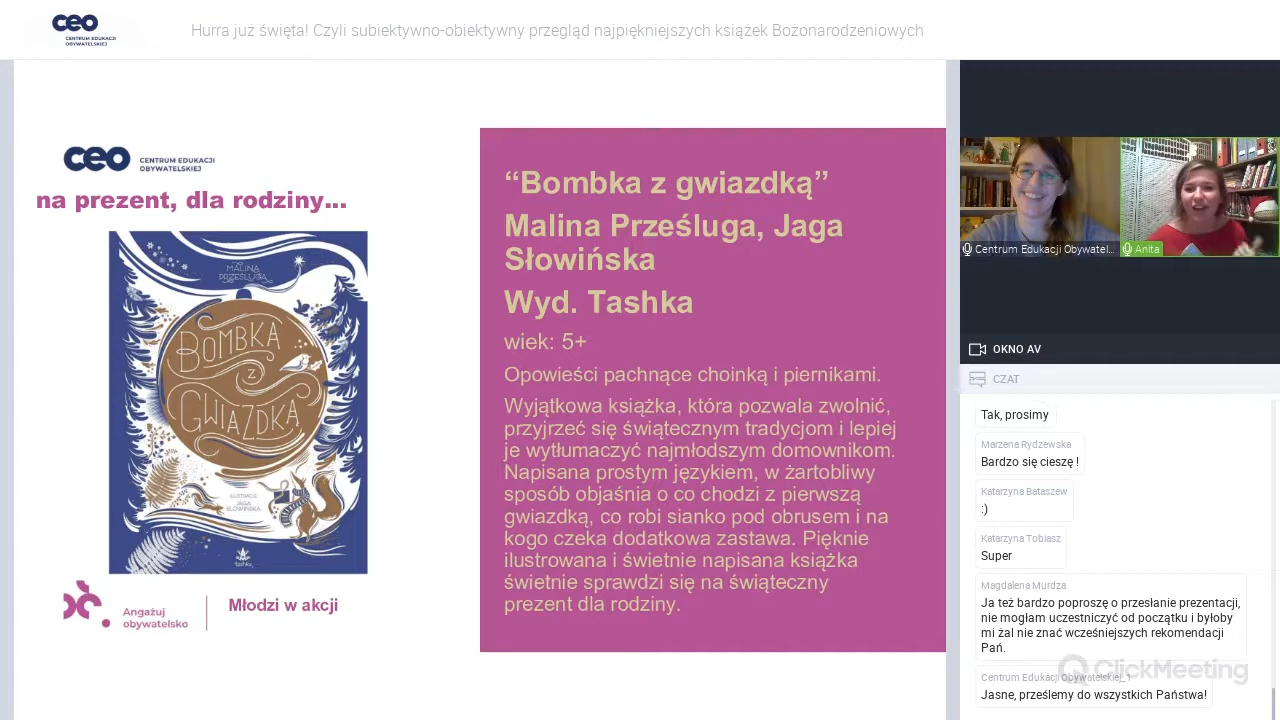 ceo
CENTRUM EDUKACJI
OBYWATELSKIEJ
Hurra już święta! Czyli subiektywno-obiektywny przegląd najpiękniejszych książek Bożonarodzeniowych
ceo
CENTRUM EDUKACJI
OBYWATELSKIEJ
na prezent, dla rodziny...
MALINA
PRZEŚLUGA
BOMBKA
Z
GWIAZDKĄ
ILUSTRACJE
JAGA
SŁOWIŃSKA
tashka
Angażuj
obywatelsko
Młodzi w akcji
“Bombka z gwiazdką”
Malina Prześluga, Jaga
Słowińska
Wyd. Tashka
wiek: 5+
Opowieści pachnące choinką i piernikami.
Wyjątkowa książka, która pozwala zwolnić,
przyjrzeć się świątecznym tradycjom i lepiej
je wytłumaczyć najmłodszym domownikom.
Napisana prostym językiem, w żartobliwy
sposób objaśnia o co chodzi z pierwszą
gwiazdką, co robi sianko pod obrusem i na
kogo czeka dodatkowa zastawa. Pięknie
ilustrowana i świetnie napisana książka
świetnie sprawdzi się na świąteczny
prezent dla rodziny.
Centrum Edukacji Obywatel...
Anita
OKNO AV
CZAT
Tak, prosimy
Marzena Rydzewska
Bardzo się cieszę !
Katarzyna Bataszew
:)
Katarzyna Tobiasz
Super
Magdalena Murdza
Ja też bardzo poproszę o przesłanie prezentacji,
nie mogłam uczestniczyć od początku i byłoby
mi żal nie znać wcześniejszych rekomendacji
Pań.
ClickMeeting
Centrum Edukacji Obywatelskiej_1
Jasne, prześlemy do wszystkich Państwa!